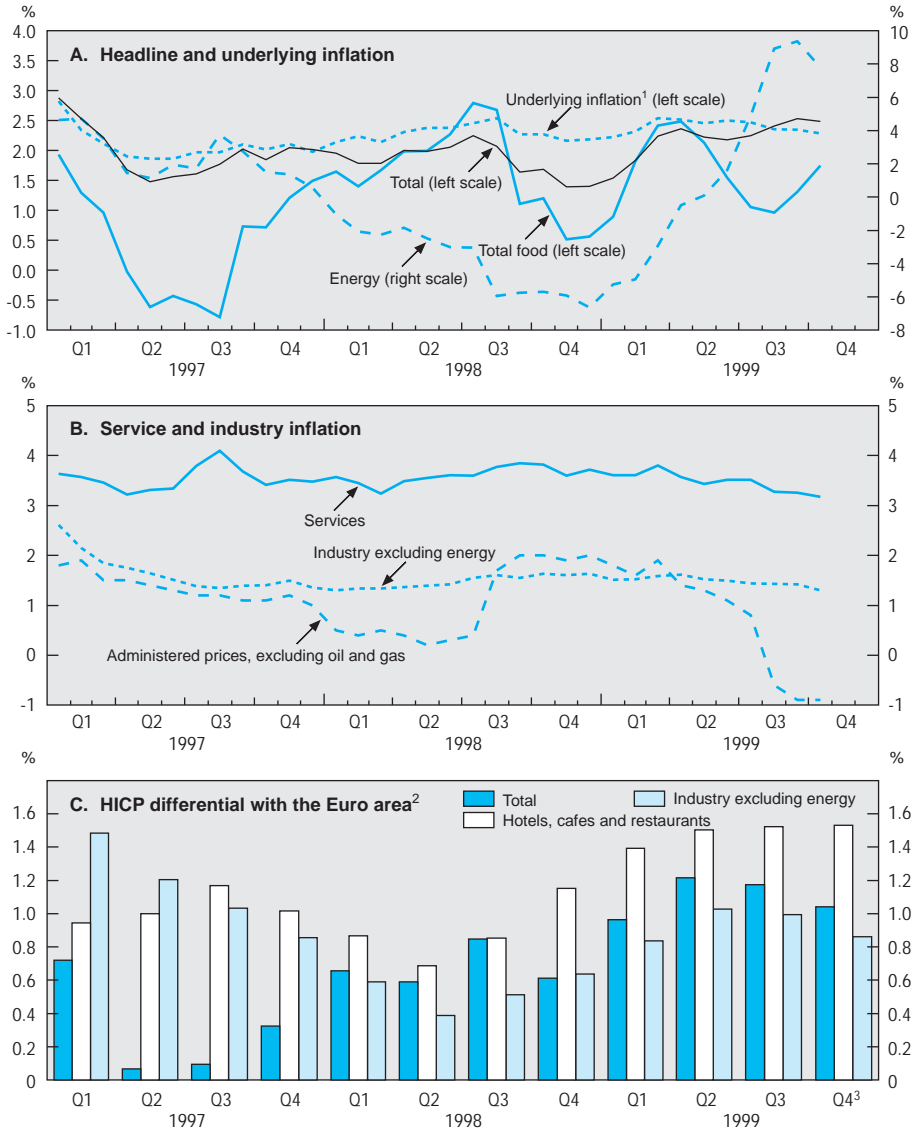 % %
4.0 10
A. Headline and underlying inflation
3.5 8
3.0 6
Underlying inflation1 (left scale)
2.5 4
2.0 2
Total (left scale)
1.5 0
1.0 -2
Total food (left scale)
0.5
Energy (right scale)
0.0 -4
-0.5 -6
-1.0 -8
Q1 Q2 Q3 Q4 Q1 Q2 Q3 Q4 Q1 Q2 Q3 Q4
1997 1998 1999
% %
5 5
B. Service and industry inflation
4 4
3 3
Services
2 2
Industry excluding energy
1 1
Administered prices, excluding oil and gas
0 0
-1 -1
Q1 Q2 Q3 Q4 Q1 Q2 Q3 Q4 Q1 Q2 Q3 Q4
1997 1998 1999
% %
C. HICP differential with the Euro area2
Total Industry excluding energy
Hotels, cafes and restaurants
1.6 1.6
1.4 1.4
1.2 1.2
1.0 1.0
0.8 0.8
0.6 0.6
0.4 0.4
0.2 0.2
0 0
Q1 Q2 Q3 Q4 Q1 Q2 Q3 Q4 Q1 Q2 Q3 Q43
1997 1998 1999